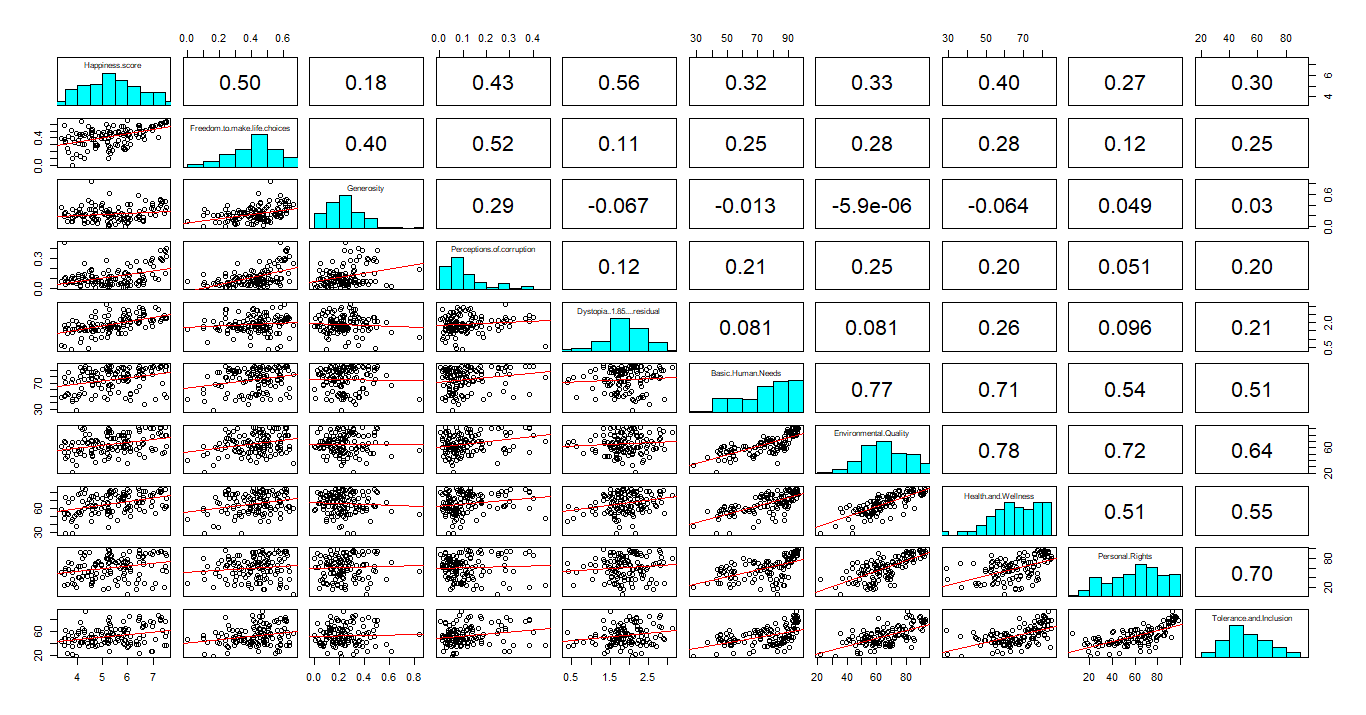 0.0 0.2 0.4 0.6 0.0 0.1 0.2 0.3 0.4 30 50 70 90 30 50 70 20 40 60 80
Happiness.score 0.50 0.18 0.43 0.56 0.32 0.33 0.40 0.27 0.30 4 6
0.0 0.4 Freedom.to.make.life.choices 0.40 0.52 0.11 0.25 0.28 0.28 0.12 0.25
Generosity 0.29 -0.067 -0.013 -5.9e-06 -0.064 0.049 0.03 0.0 0.6
0.0 0.3 Perceptions.of.corruption 0.12 0.21 0.25 0.20 0.051 0.20
Dystopia..1.85....residual 0.081 0.081 0.26 0.096 0.21 0.5 2.0
30 70 Basic.Human.Needs 0.77 0.71 0.54 0.51
Environmental.Quality 0.78 0.72 0.64 20 60
30 60 Health.and.Wellness 0.51 0.55
Personal.Rights 0.70 20 80
20 60 Tolerance.and.Inclusion
4 5 6 7 0.0 0.2 0.4 0.6 0.8 0.5 1.5 2.5 20 40 60 80 20 40 60 80